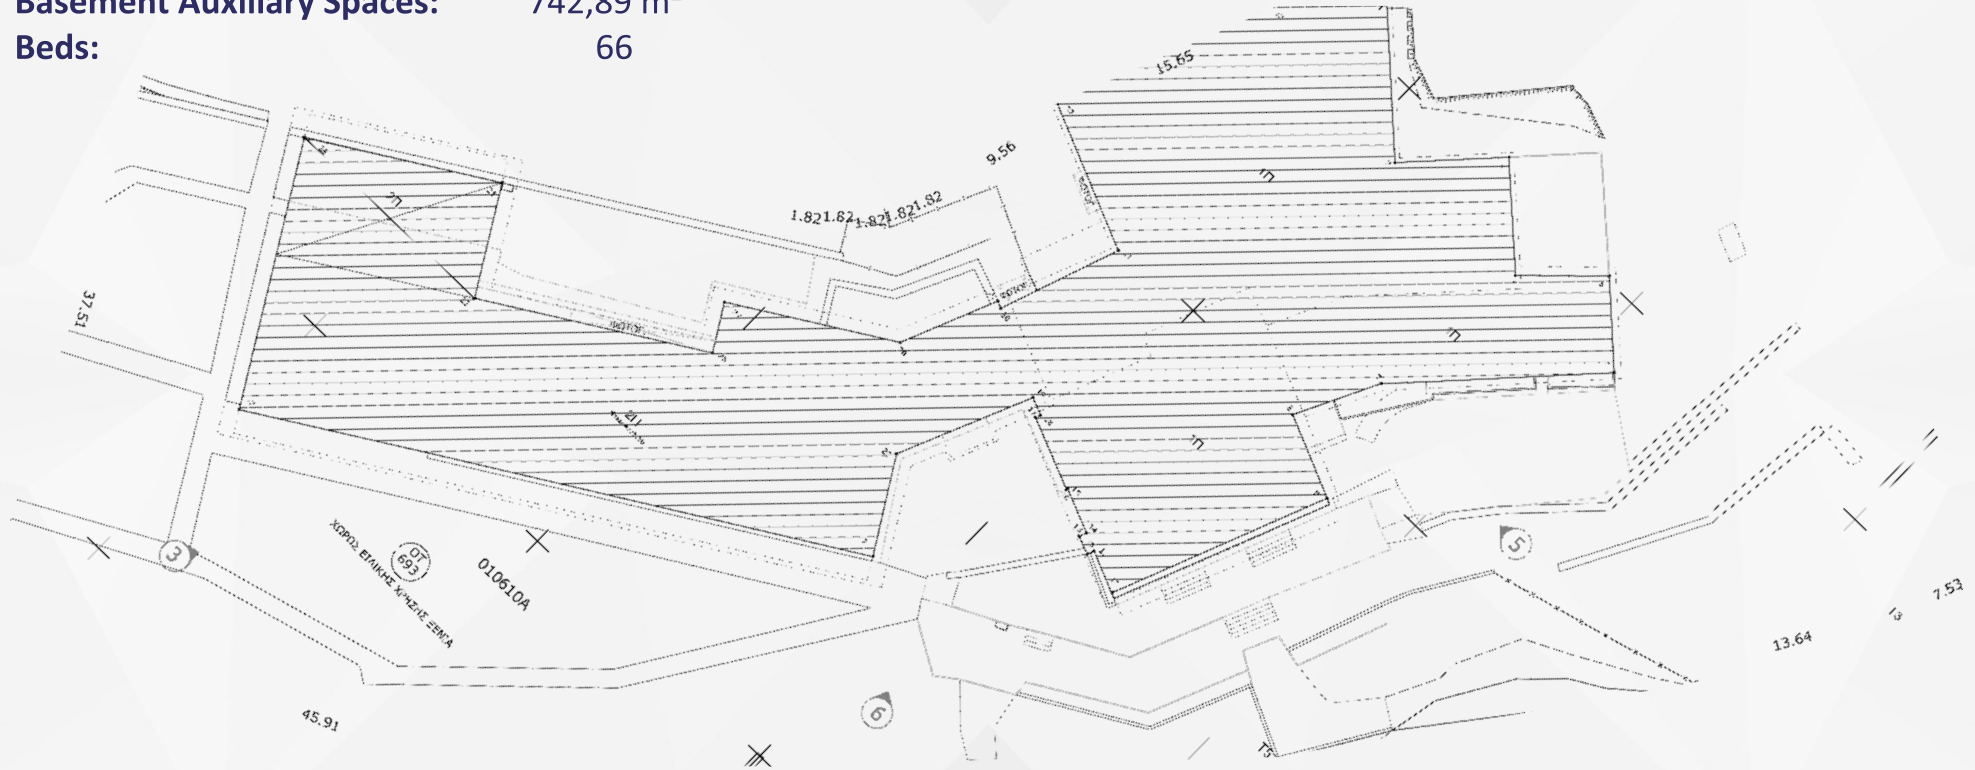 Basement Auxiliary Spaces: 742,89 m²
Beds: 66
15.65
9.56
1.82 1.82 1.82 1.82 1.82
37.51
ΧΩΡΟΣ ΕΙΔΙΚΗΣ ΧΡΗΣΗΣ ΞΕΝΙΑ
ΟΤ
693
010610A
3
5
6
45.91
13.64
7.53